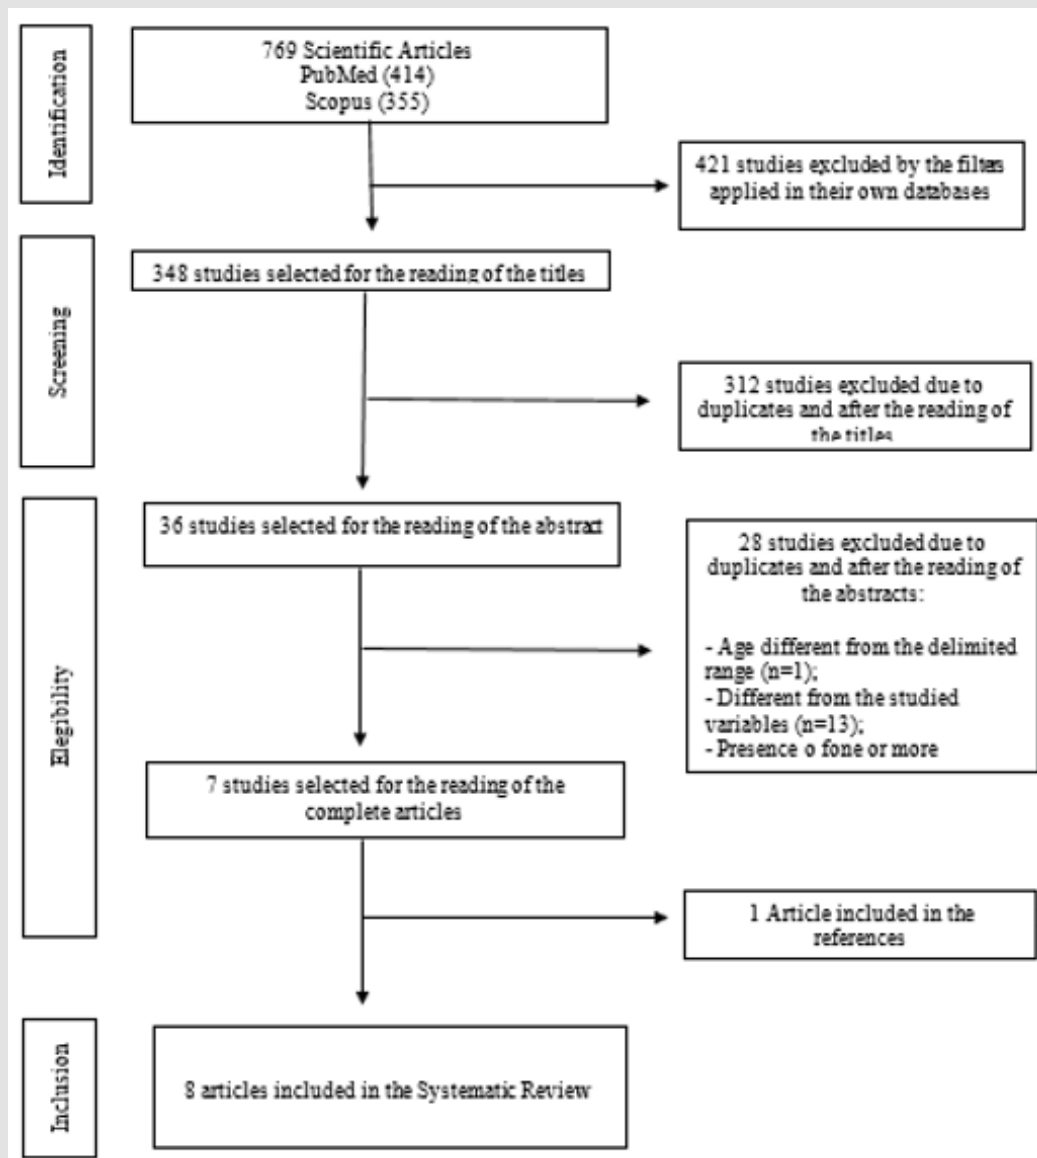 Identification
769 Scientific Articles
PubMed (414)
Scopus (355)
421 studies excluded by the filters
applied in their own databases
Screening
348 studies selected for the reading of the titles
312 studies excluded due to
duplicates and after the reading of
the titles
Elegibility
36 studies selected for the reading of the abstract
28 studies excluded due to
duplicates and after the reading of
the abstracts:
- Age different from the delimited
range (n=1);
- Different from the studied
variables (n=13);
- Presence o fone or more
7 studies selected for the reading of the
complete articles
1 Article included in the
references
Inclusion
8 articles included in the Systematic Review